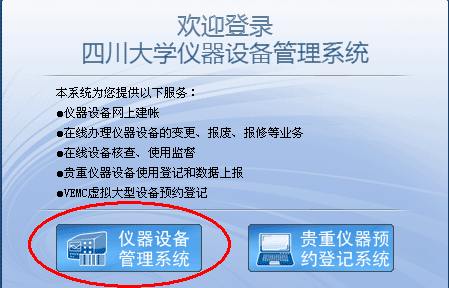 欢迎登录
四川大学仪器设备管理系统
本系统为您提供以下服务：
●仪器设备网上建帐
●在线办理仪器设备的变更、报废、报修等业务
●在线设备核查、使用监督
●贵重仪器设备使用登记和数据上报
●VEMC虚拟大型设备预约登记
仪器设备
管理系统
贵重仪器预
约登记系统